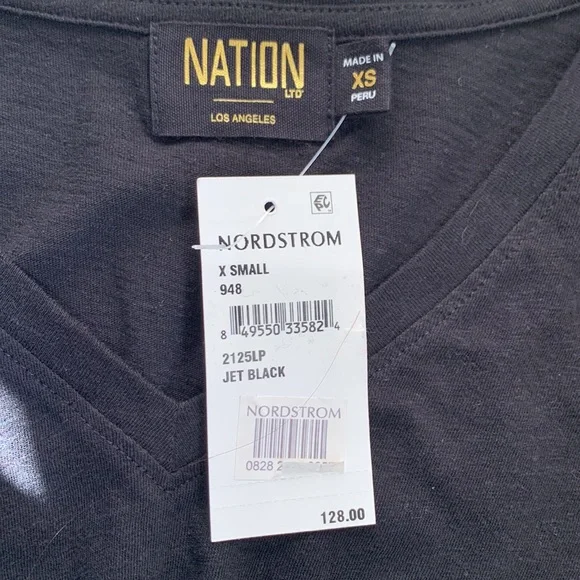 NATION
LTD
LOS ANGELES
MADE IN
XS
PERU
NORDSTROM
X SMALL
948
8 49550 33582 4
2125LP
JET BLACK
NORDSTROM
0828
128.00